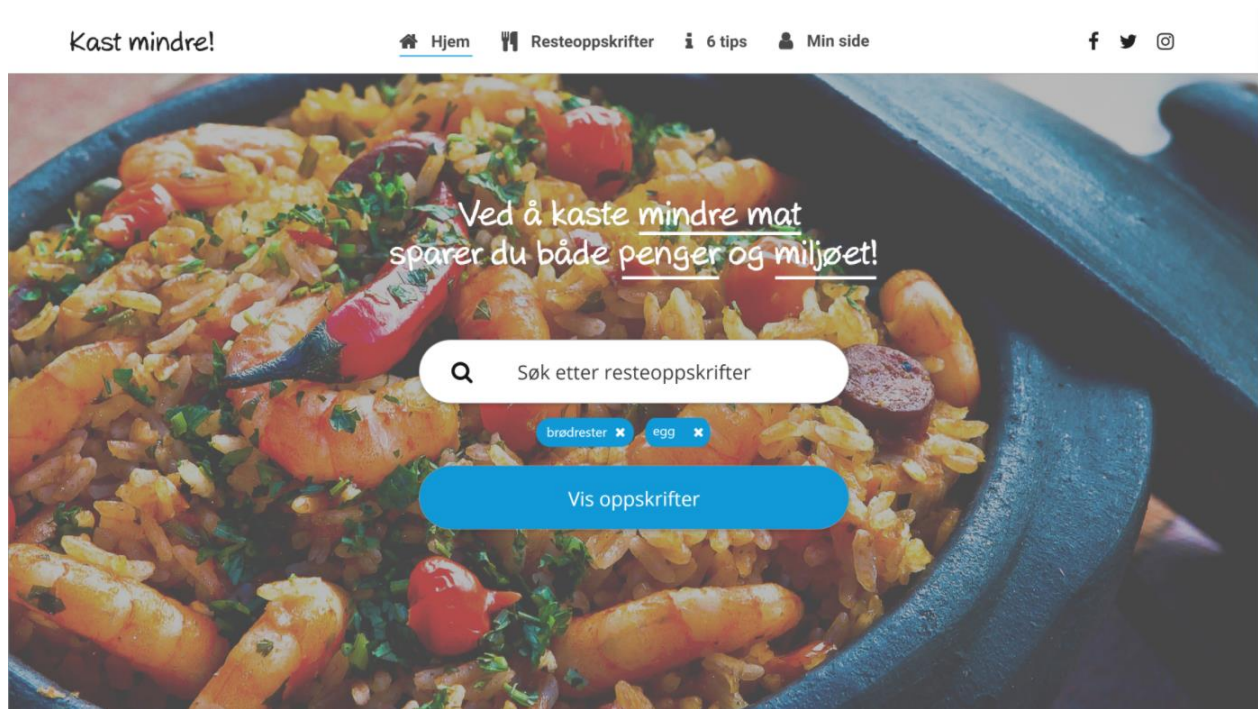 Kast mindre!
Hjem
Resteoppskrifter
6 tips
Min side
Ved å kaste mindre mat
sparer du både penger og miljøet!
Søk etter resteoppskrifter
brødrester
egg
Vis oppskrifter